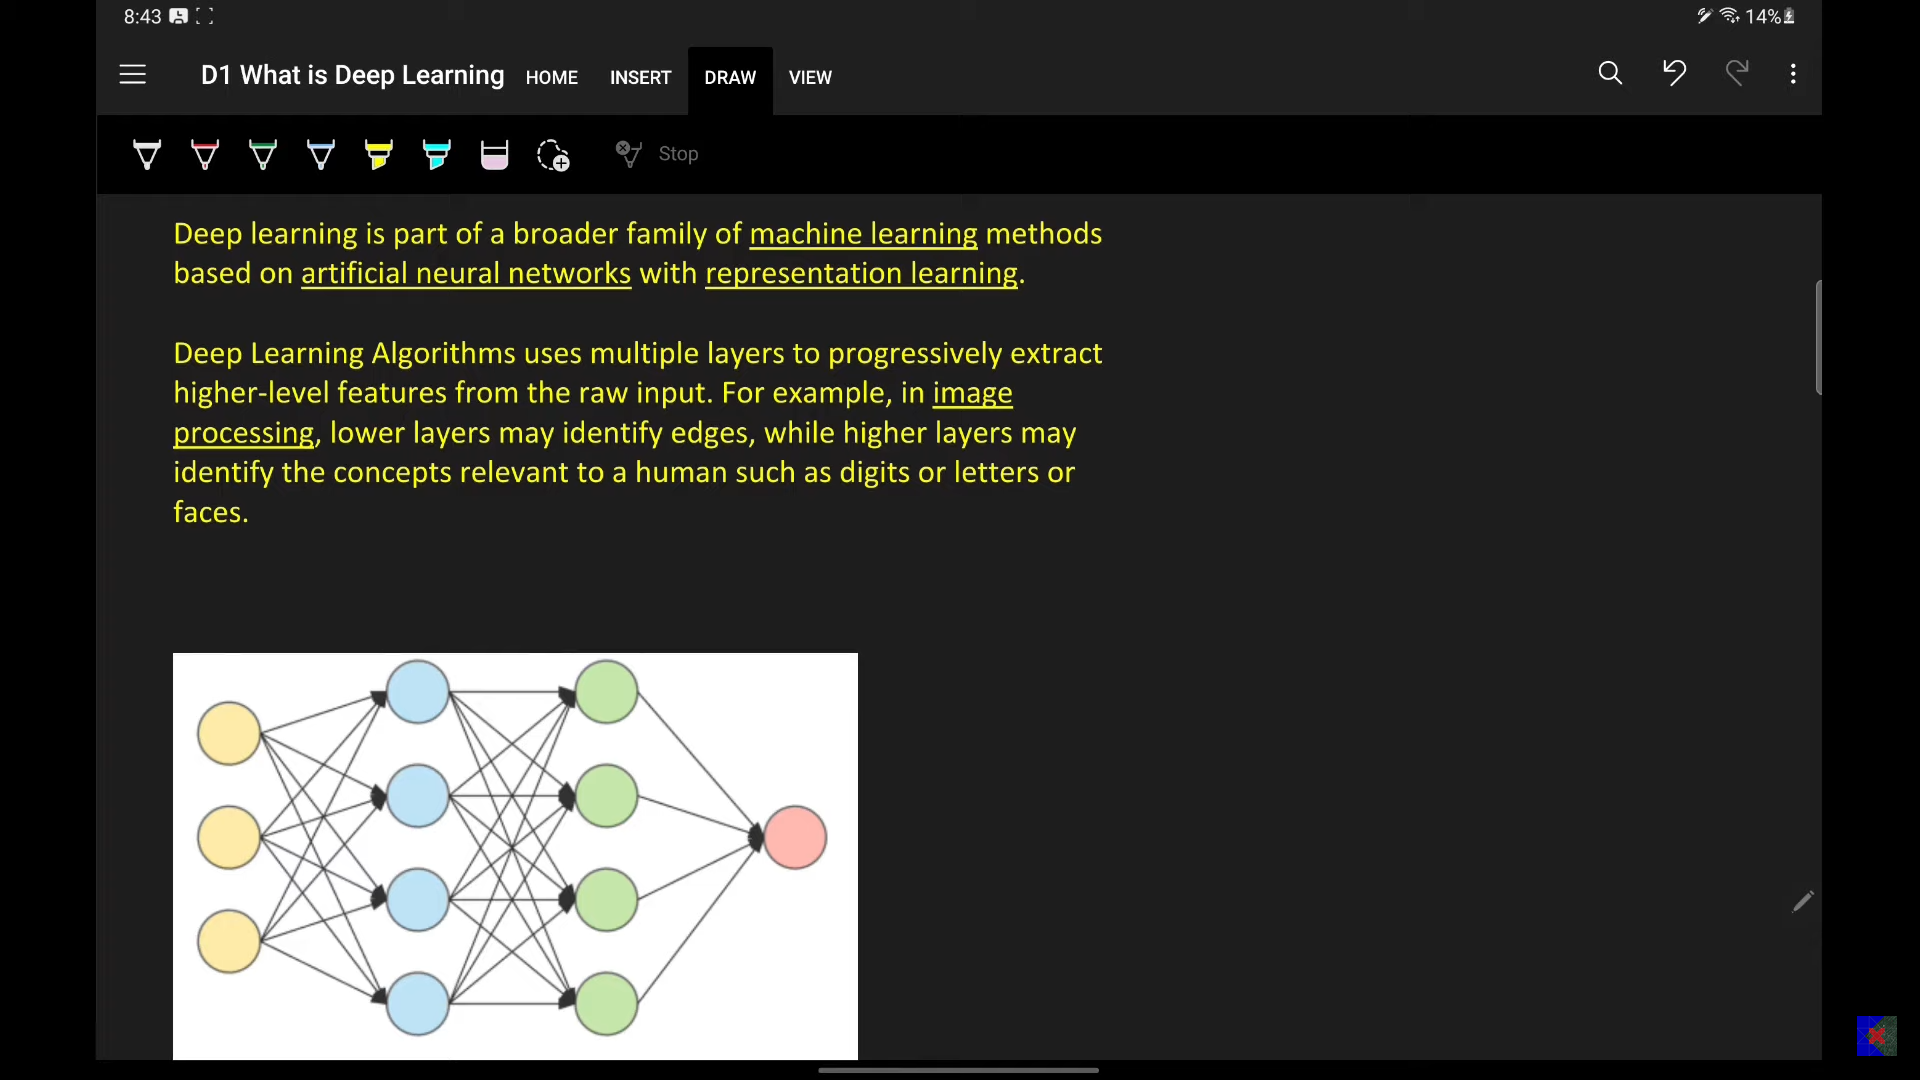 8:43
14%
D1 What is Deep Learning HOME INSERT DRAW VIEW
Stop
Deep learning is part of a broader family of machine learning methods
based on artificial neural networks with representation learning.
Deep Learning Algorithms uses multiple layers to progressively extract
higher-level features from the raw input. For example, in image
processing, lower layers may identify edges, while higher layers may
identify the concepts relevant to a human such as digits or letters or
faces.